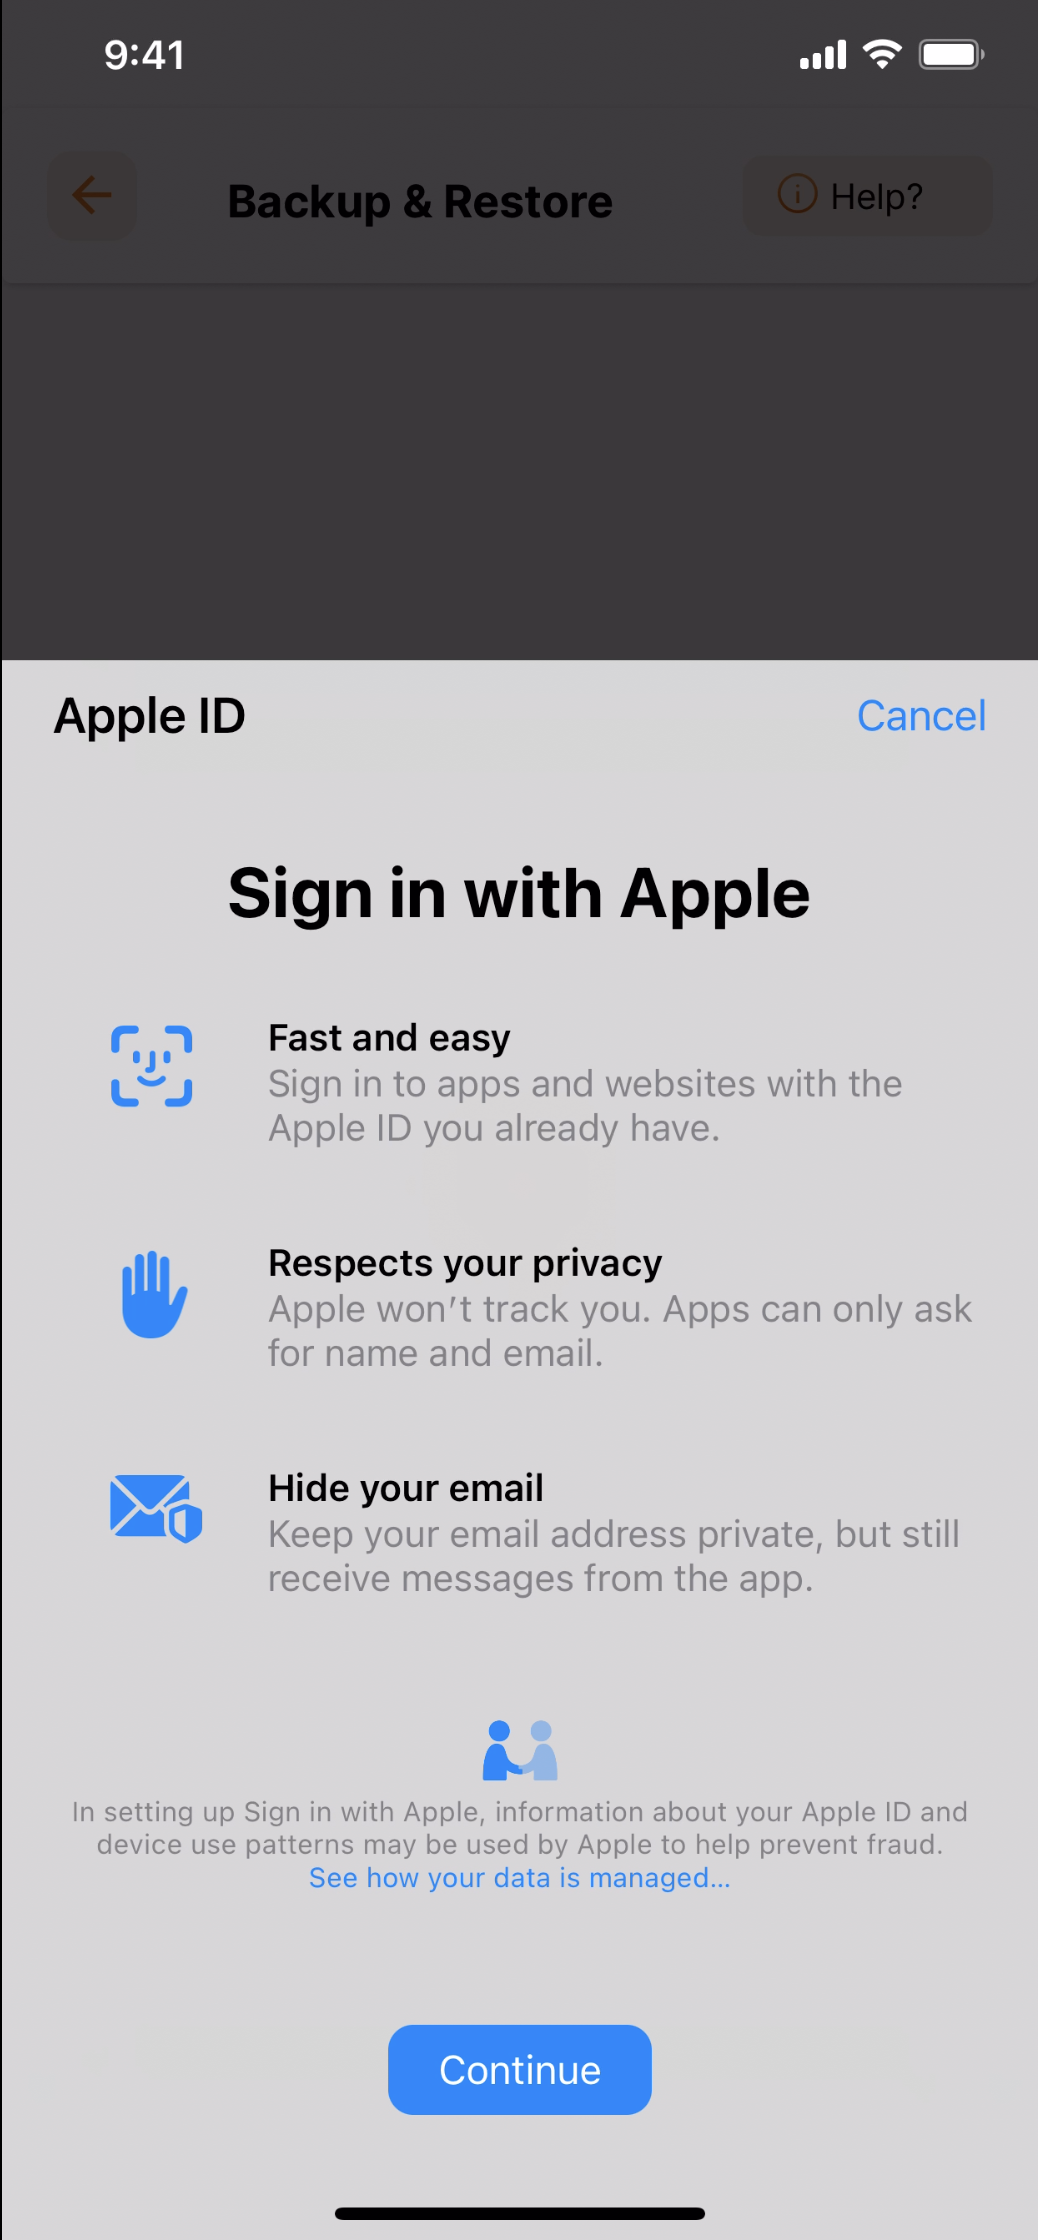 9:41
Backup & Restore
Help?
Apple ID
Cancel
Sign in with Apple
Fast and easy
Sign in to apps and websites with the
Apple ID you already have.
Respects your privacy
Apple won’t track you. Apps can only ask
for name and email.
Hide your email
Keep your email address private, but still
receive messages from the app.
In setting up Sign in with Apple, information about your Apple ID and
device use patterns may be used by Apple to help prevent fraud.
See how your data is managed...
Continue